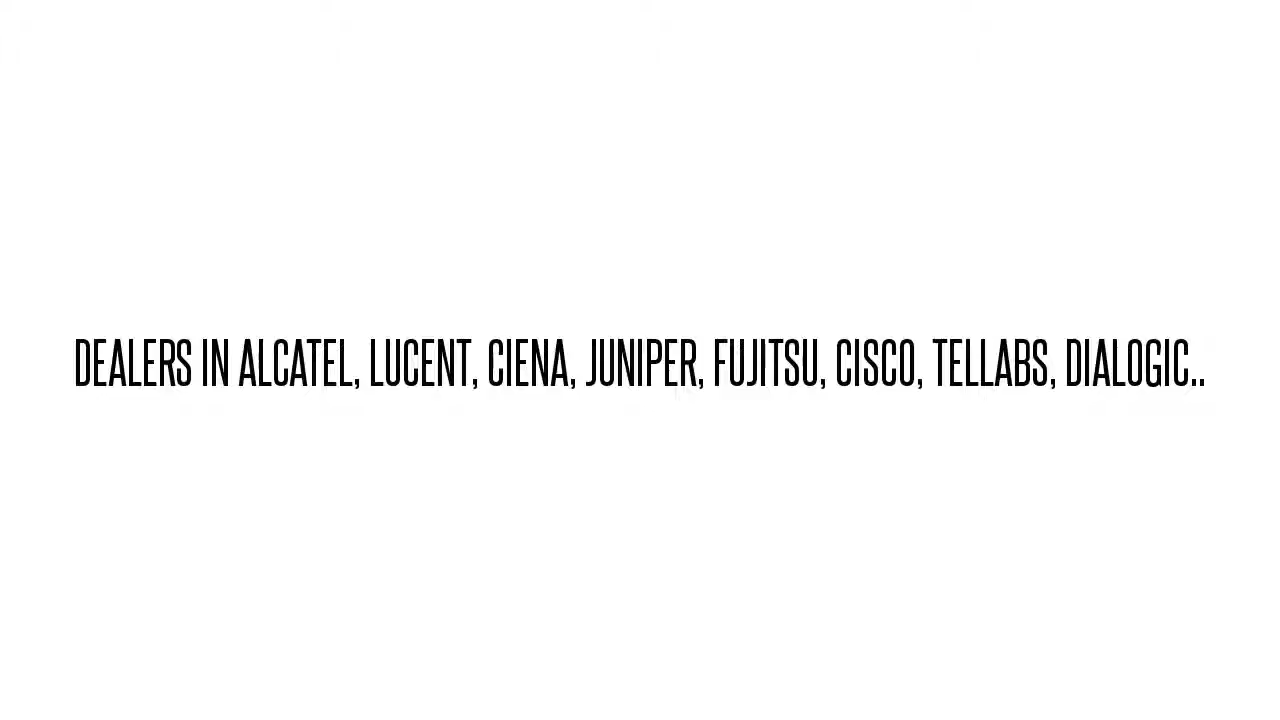 DEALERS IN ALCATEL, LUCENT, CIENA, JUNIPER, FUJITSU, CISCO, TELLABS, DIALOGIC..